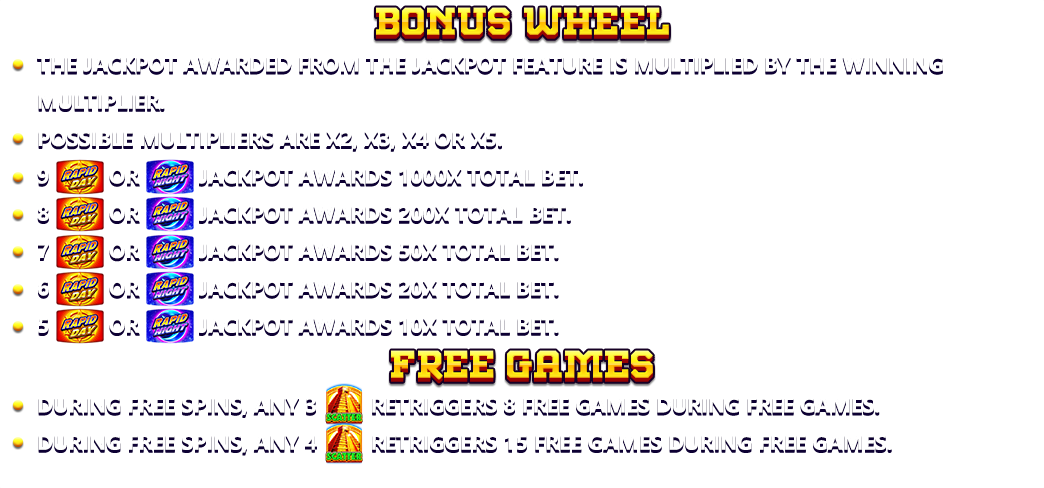 BONUS WHEEL
THE JACKPOT AWARDED FROM THE JACKPOT FEATURE IS MULTIPLIED BY THE WINNING
MULTIPLIER.
POSSIBLE MULTIPLIERS ARE X2, X3, X4 OR X5.
9 RAPID DAY OR RAPID NIGHT JACKPOT AWARDS 1000X TOTAL BET.
8 RAPID DAY OR RAPID NIGHT JACKPOT AWARDS 200X TOTAL BET.
7 RAPID DAY OR RAPID NIGHT JACKPOT AWARDS 50X TOTAL BET.
6 RAPID DAY OR RAPID NIGHT JACKPOT AWARDS 20X TOTAL BET.
5 RAPID DAY OR RAPID NIGHT JACKPOT AWARDS 10X TOTAL BET.
FREE GAMES
DURING FREE SPINS, ANY 3 SCATTER RETRIGGERS 8 FREE GAMES DURING FREE GAMES.
DURING FREE SPINS, ANY 4 SCATTER RETRIGGERS 15 FREE GAMES DURING FREE GAMES.